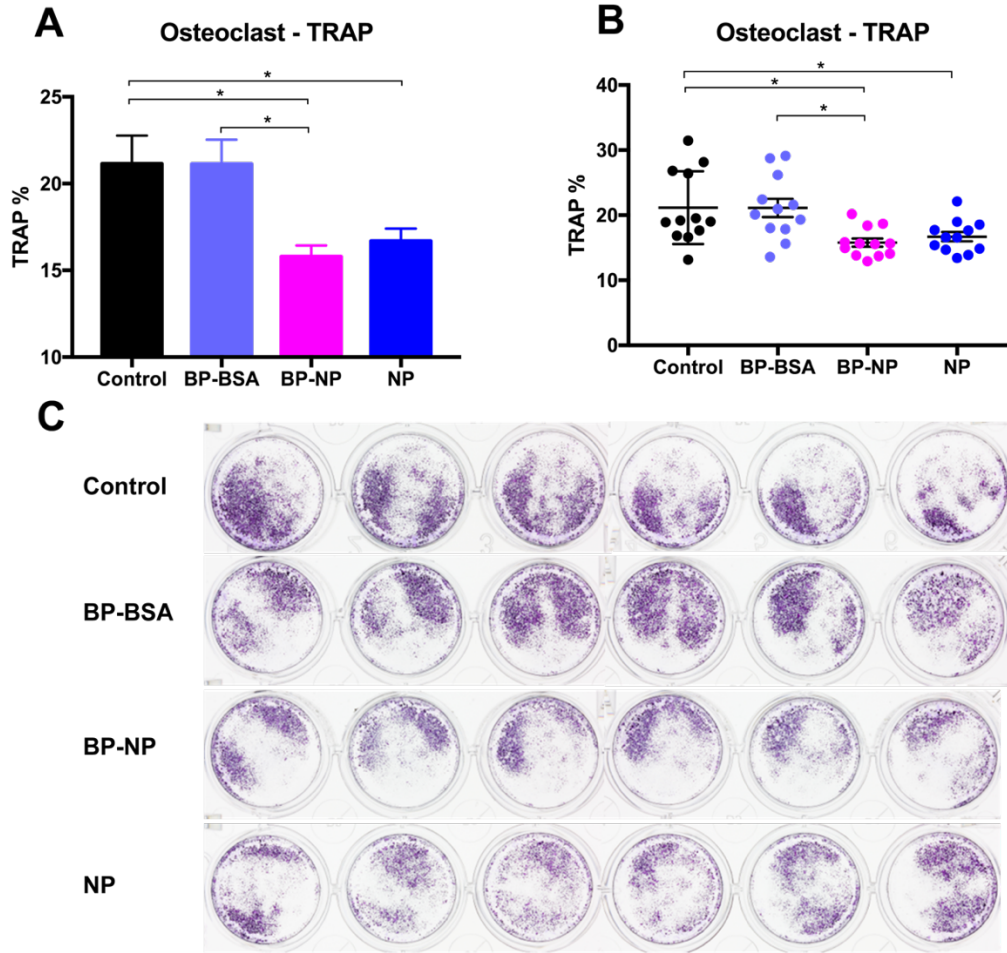 A
Osteoclast - TRAP
*
*
*
25
20
15
10
TRAP %
Control BP-BSA BP-NP NP
B
Osteoclast - TRAP
*
*
*
40
30
20
10
0
TRAP %
Control BP-BSA BP-NP NP
C
Control
BP-BSA
BP-NP
NP